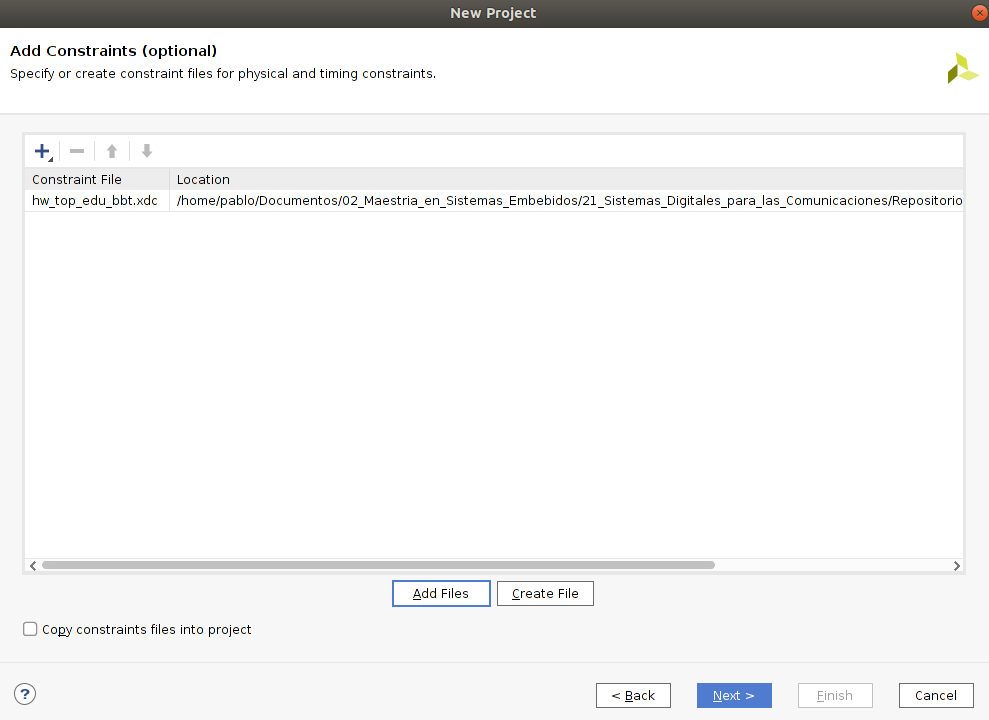 New Project
Add Constraints (optional)
Specify or create constraint files for physical and timing constraints.
Constraint File Location
hw_top_edu_bbt.xdc /home/pablo/Documentos/02_Maestria_en_Sistemas_Embebidos/21_Sistemas_Digitales_para_las_Comunicaciones/Repositorio
Add Files Create File
Copy constraints files into project
? < Back Next > Finish Cancel